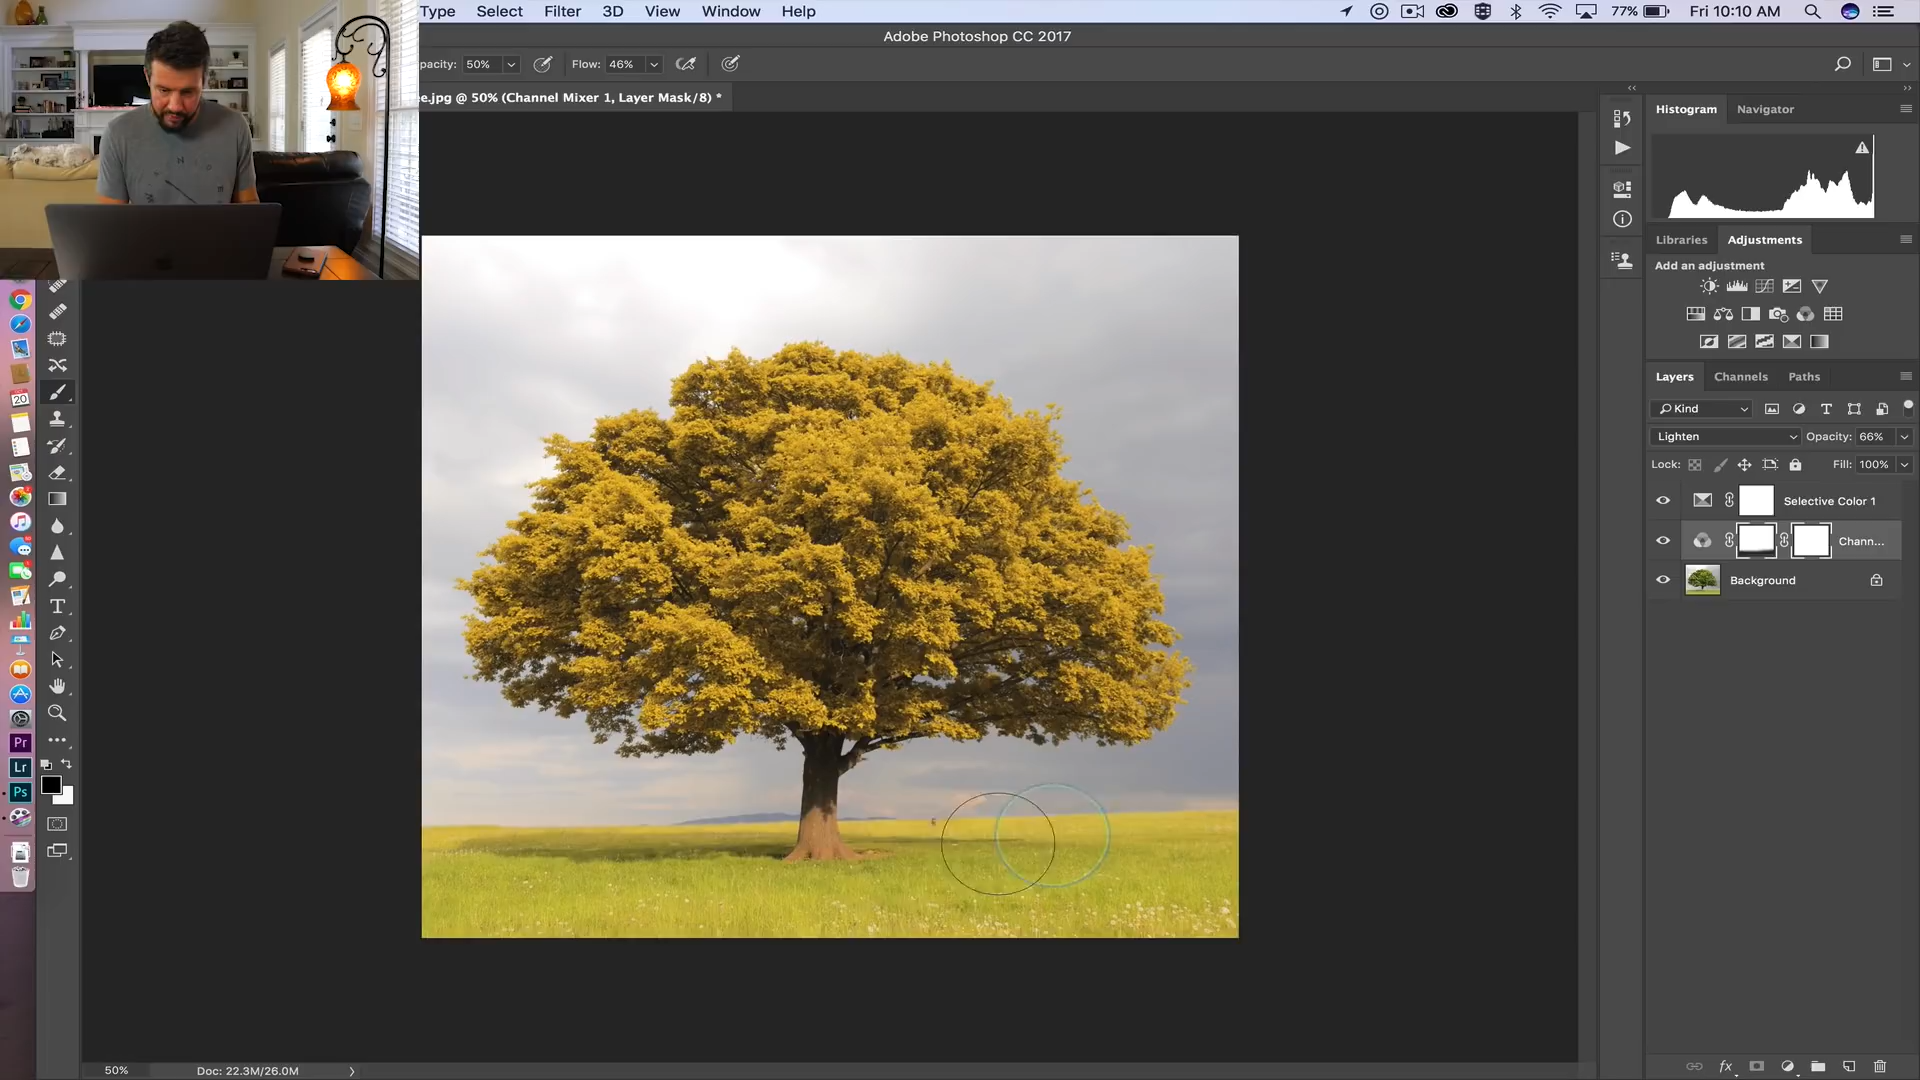 Type Select Filter 3D View Window Help 77% Fri 10:10 AM
Adobe Photoshop CC 2017
pacity: 50% Flow: 46%
e.jpg @ 50% (Channel Mixer 1, Layer Mask/8) *
Histogram Navigator
Libraries Adjustments
Add an adjustment
Layers Channels Paths
Kind
Lighten Opacity: 66%
Lock: Fill: 100%
Selective Color 1
Chann...
Background
20
T
Pr
Lr
Ps
fx
50% Doc: 22.3M/26.0M